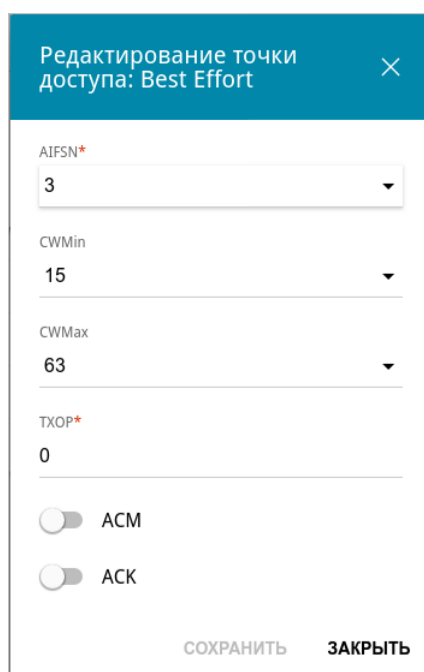 Редактирование точки
доступа: Best Effort
AIFSN*
3
CWMin
15
CWMax
63
TXOP*
0
ACM
ACK
СОХРАНИТЬ ЗАКРЫТЬ